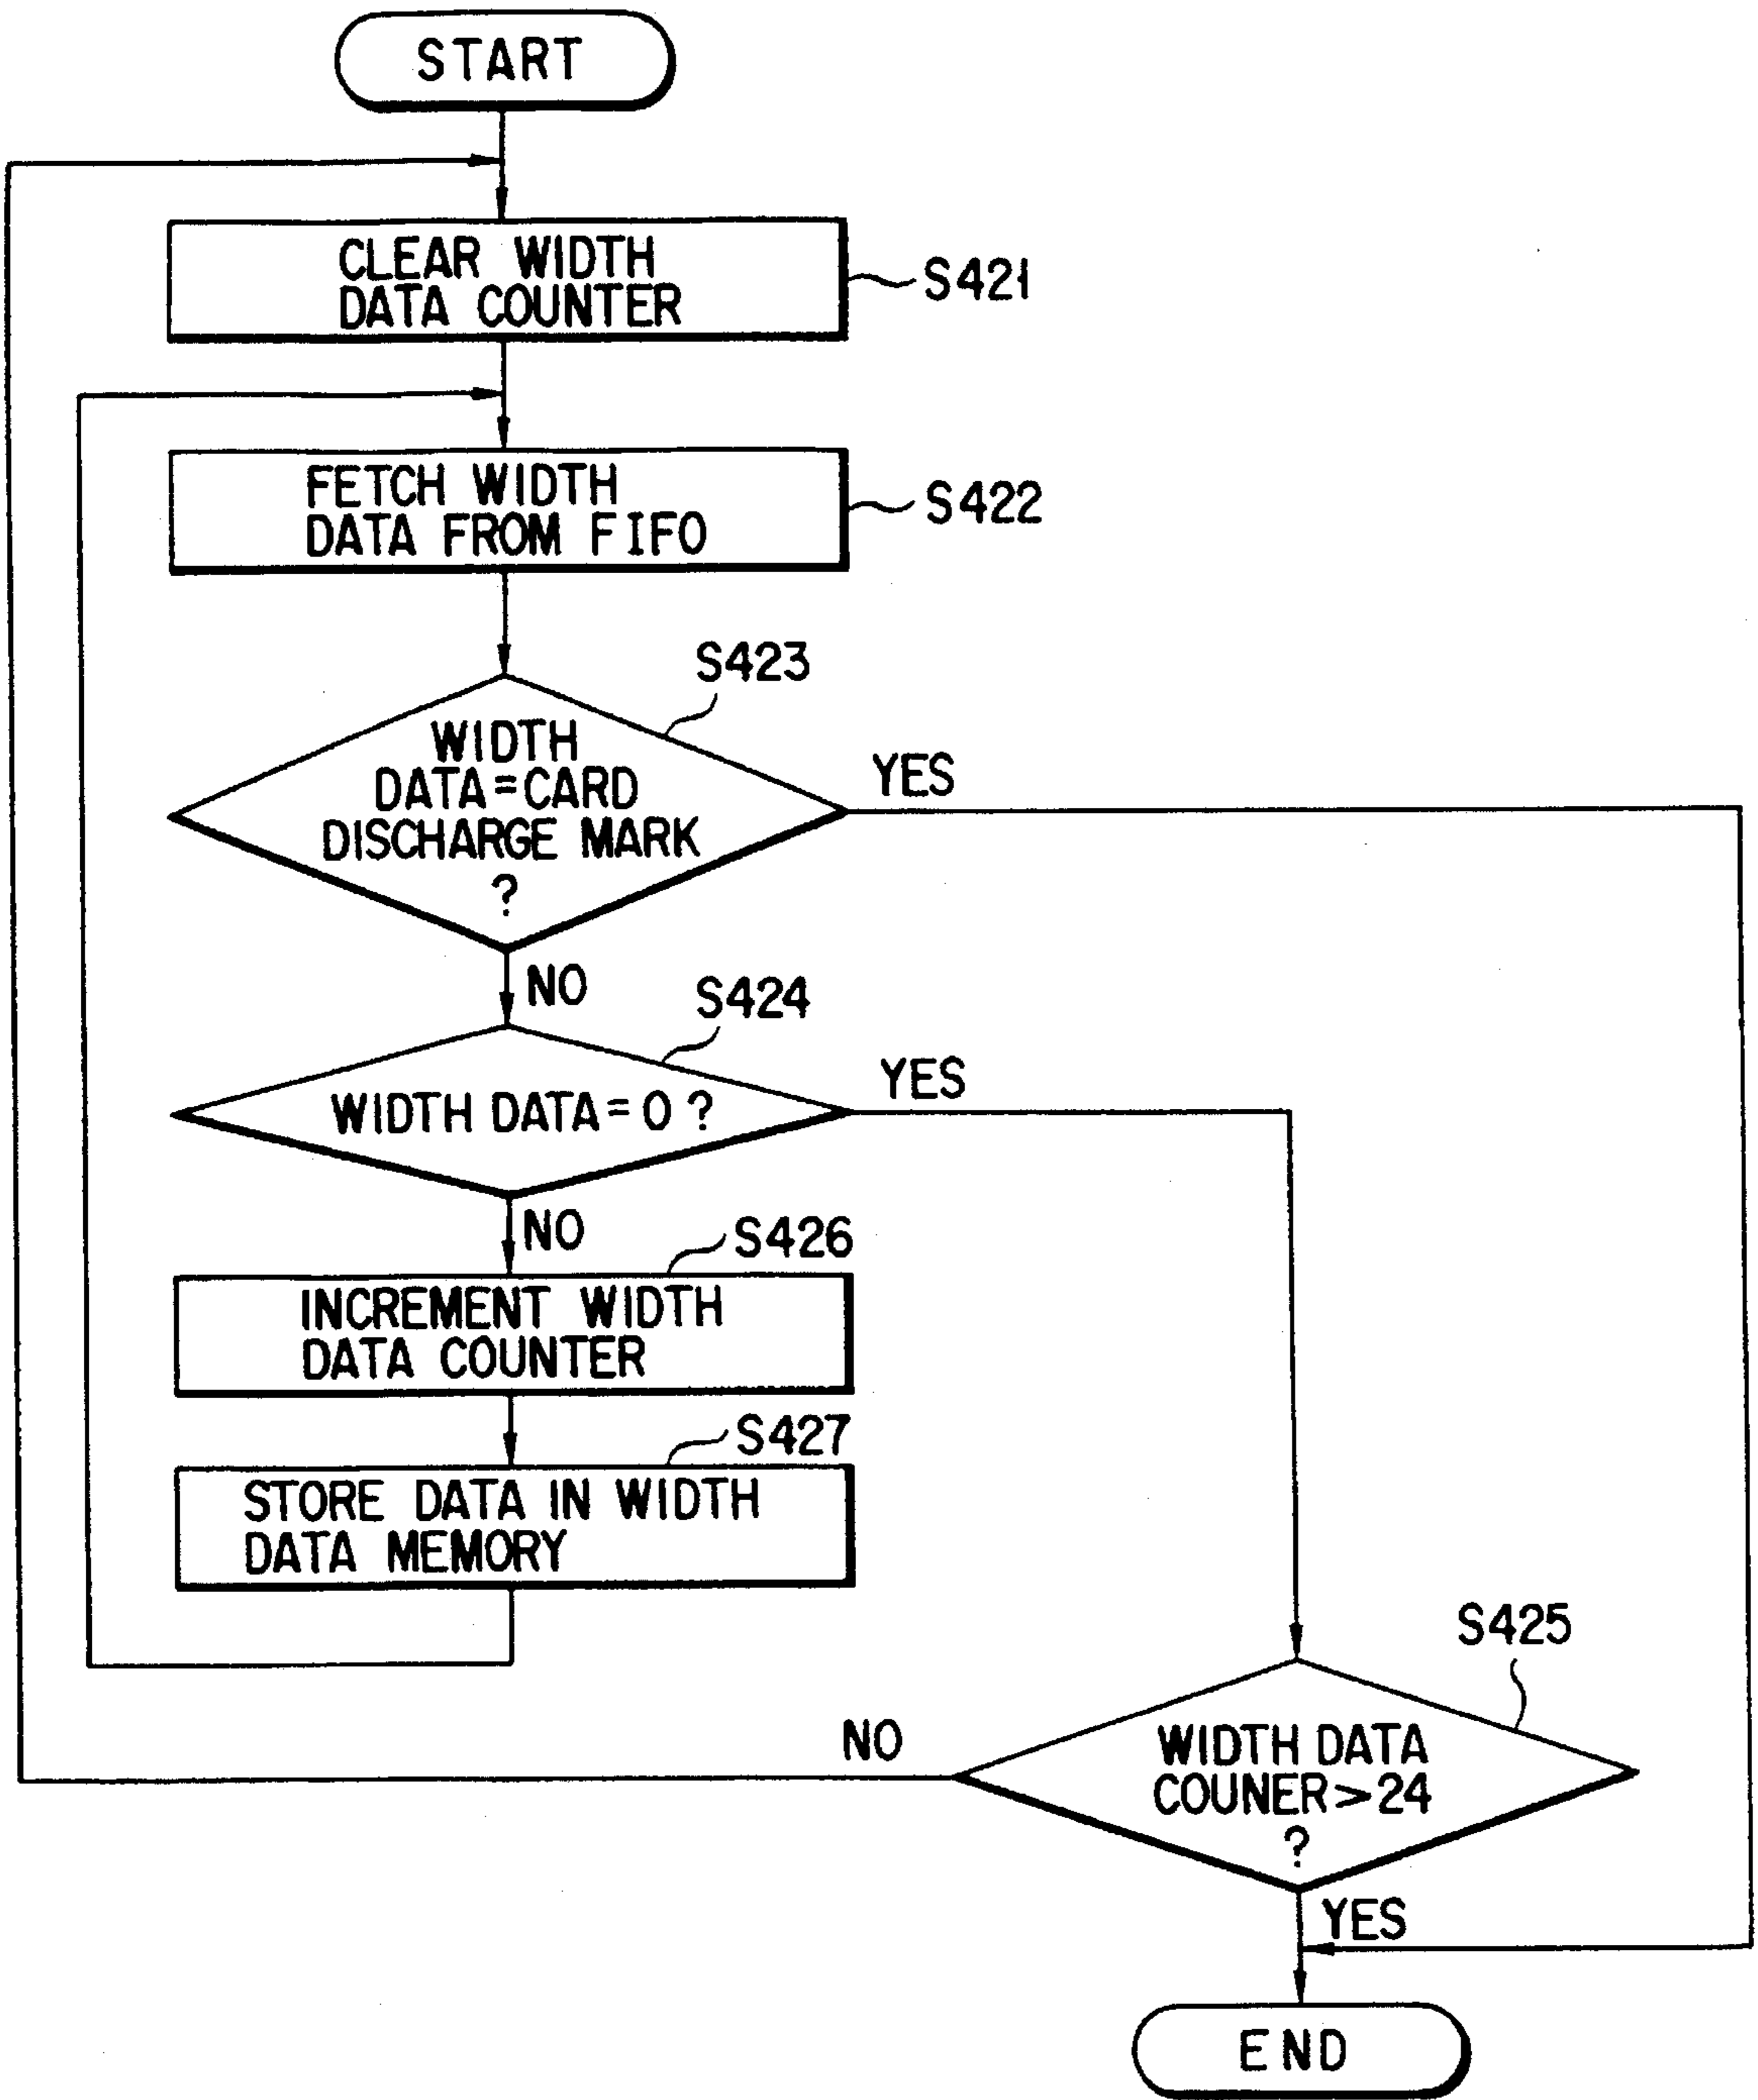 START
CLEAR WIDTH
DATA COUNTER
S421
FETCH WIDTH
DATA FROM FIFO
S422
S423
WIDTH
DATA=CARD
DISCHARGE MARK
?
YES
NO
S424
WIDTH DATA=0?
YES
NO
S426
INCREMENT WIDTH
DATA COUNTER
S427
STORE DATA IN WIDTH
DATA MEMORY
S425
NO
WIDTH DATA
COUNER>24
?
YES
END